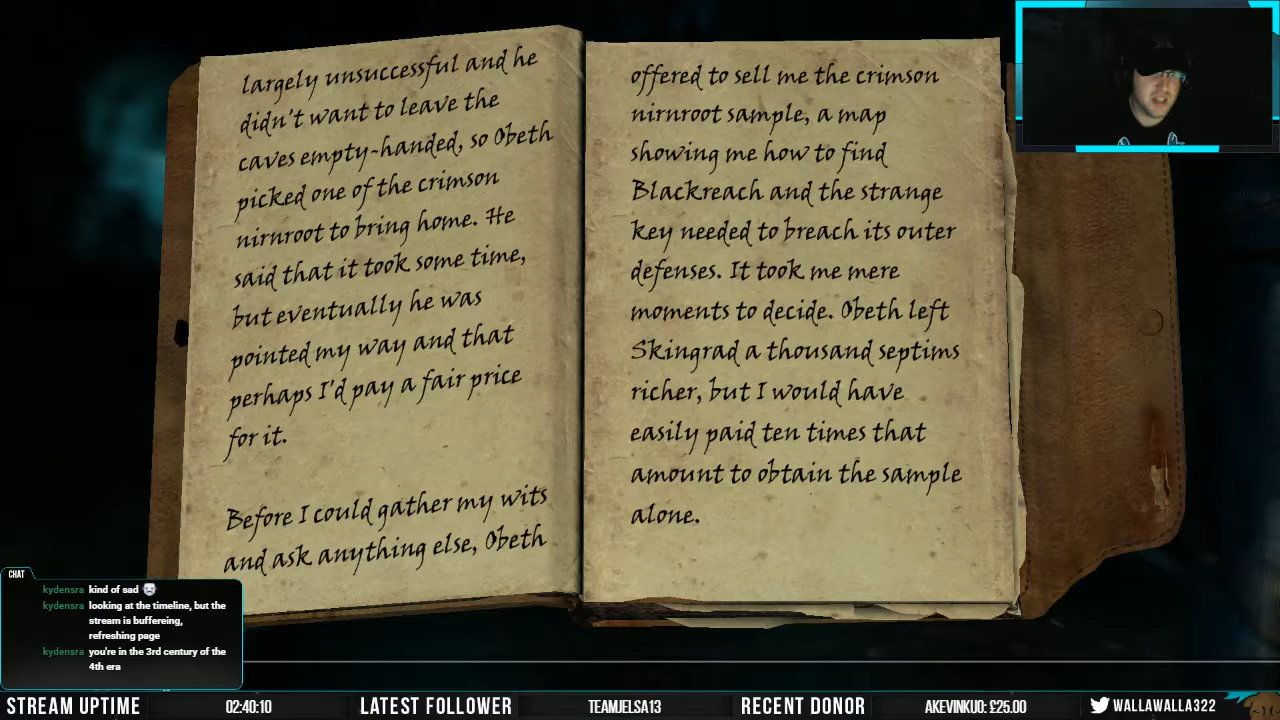 largely unsuccessful and he
didn't want to leave the
caves empty-handed, so Obeth
picked one of the crimson
nirnroot to bring home. He
said that it took some time,
but eventually he was
pointed my way and that
perhaps I'd pay a fair price
for it.
Before I could gather my wits
and ask anything else, Obeth
offered to sell me the crimson
nirnroot sample, a map
showing me how to find
Blackreach and the strange
key needed to breach its outer
defenses. It took me mere
moments to decide. Obeth left
Skingrad a thousand septims
richer, but I would have
easily paid ten times that
amount to obtain the sample
alone.
CHAT
kydensra kind of sad
kydensra looking at the timeline, but the
stream is buffereing,
refreshing page
kydensra you're in the 3rd century of the
4th era
STREAM UPTIME 02:40:10 LATEST FOLLOWER TEAMJELSA13 RECENT DONOR AKEVINKUO: £25.00 WALLAWALLA322